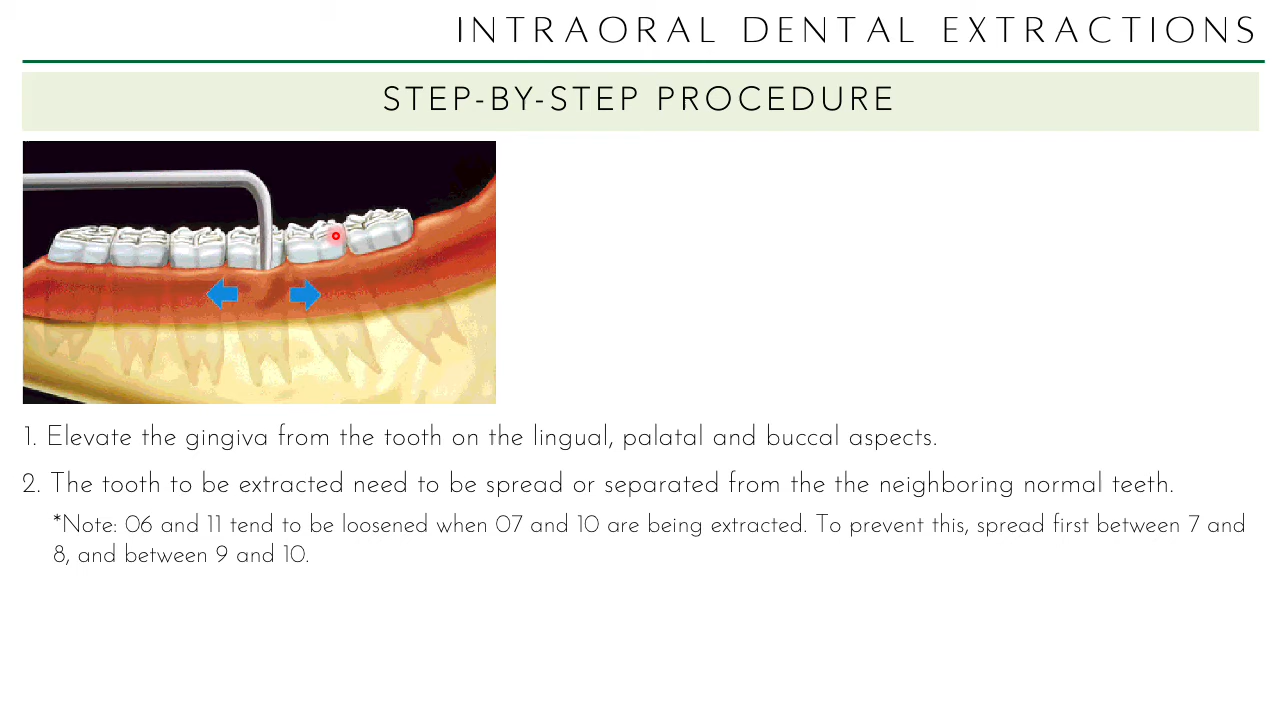 INTRAORAL DENTAL EXTRACTIONS
STEP-BY-STEP PROCEDURE
1. Elevate the gingiva from the tooth on the lingual, palatal and buccal aspects.
2. The tooth to be extracted need to be spread or separated from the the neighboring normal teeth.
*Note: 06 and 11 tend to be loosened when 07 and 10 are being extracted. To prevent this, spread first between 7 and
8, and between 9 and 10.